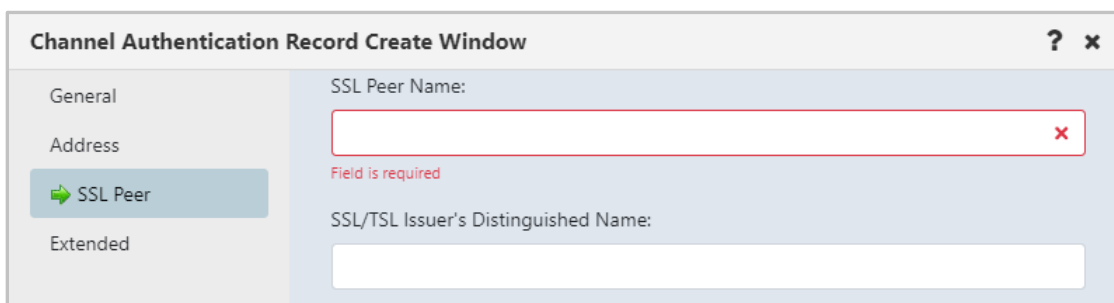 Channel Authentication Record Create Window
General
Address
SSL Peer
Extended
SSL Peer Name:
Field is required
SSL/TSL Issuer's Distinguished Name: